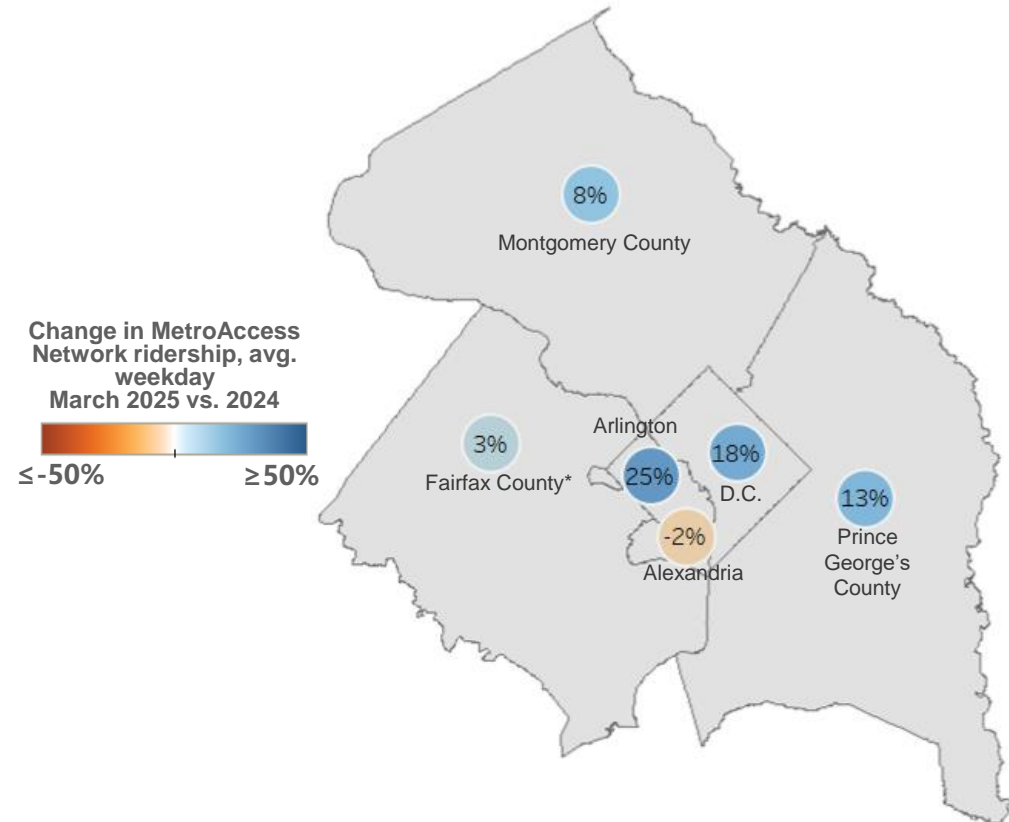 8%
Montgomery County
Change in MetroAccess
Network ridership, avg.
weekday
March 2025 vs. 2024
≤-50%
≥50%
3%
Fairfax County*
Arlington
25%
18%
D.C.
-2%
Alexandria
13%
Prince
George's
County